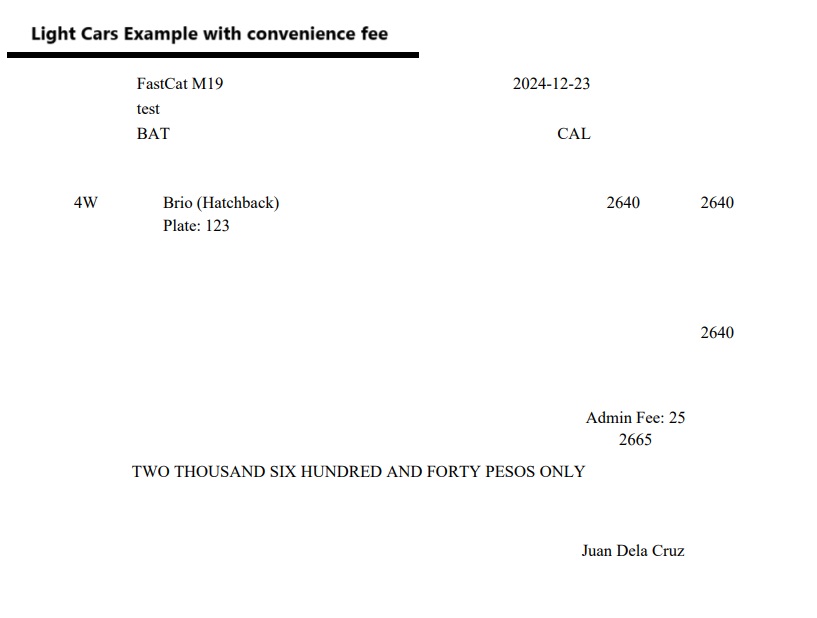 Light Cars Example with convenience fee
FastCat M19 2024-12-23
test
BAT CAL
4W Brio (Hatchback) 2640 2640
Plate: 123
2640
Admin Fee: 25
2665
TWO THOUSAND SIX HUNDRED AND FORTY PESOS ONLY
Juan Dela Cruz